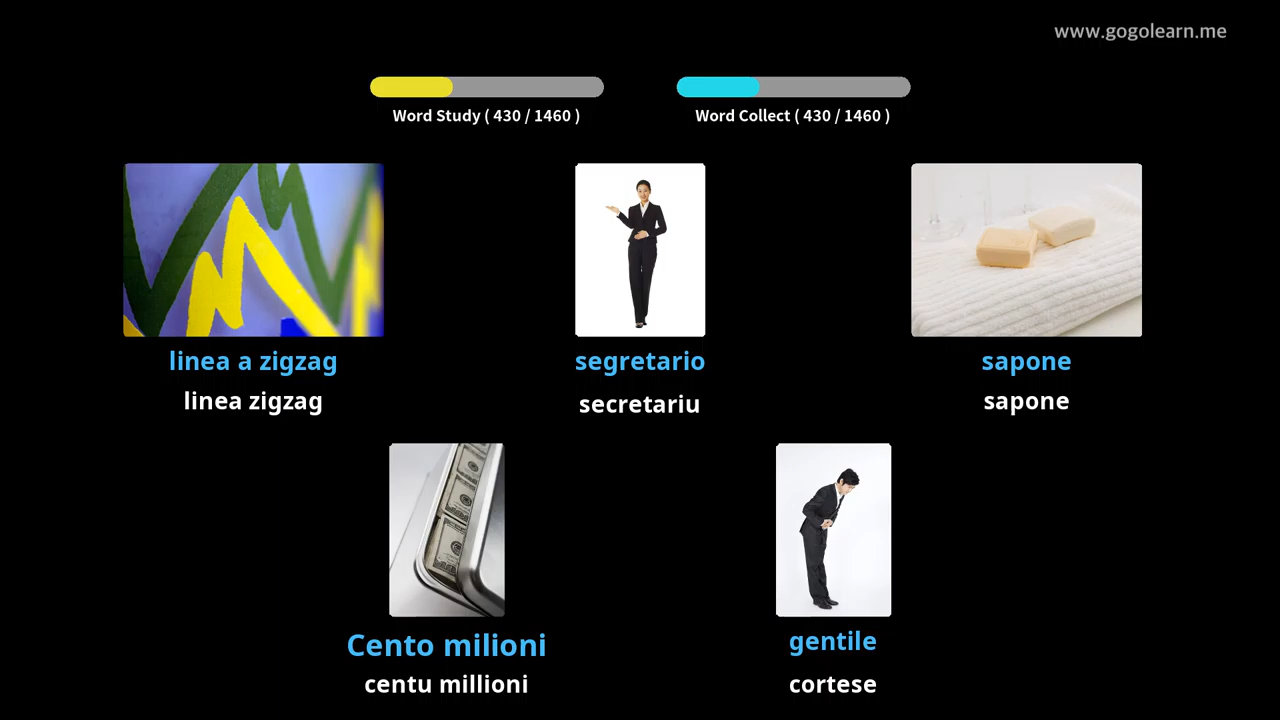 www.gogolearn.me
Word Study ( 430 / 1460 )
Word Collect ( 430 / 1460 )
linea a zigzag
linea zigzag
segretario
secretariu
sapone
sapone
Cento milioni
centu millioni
gentile
cortese